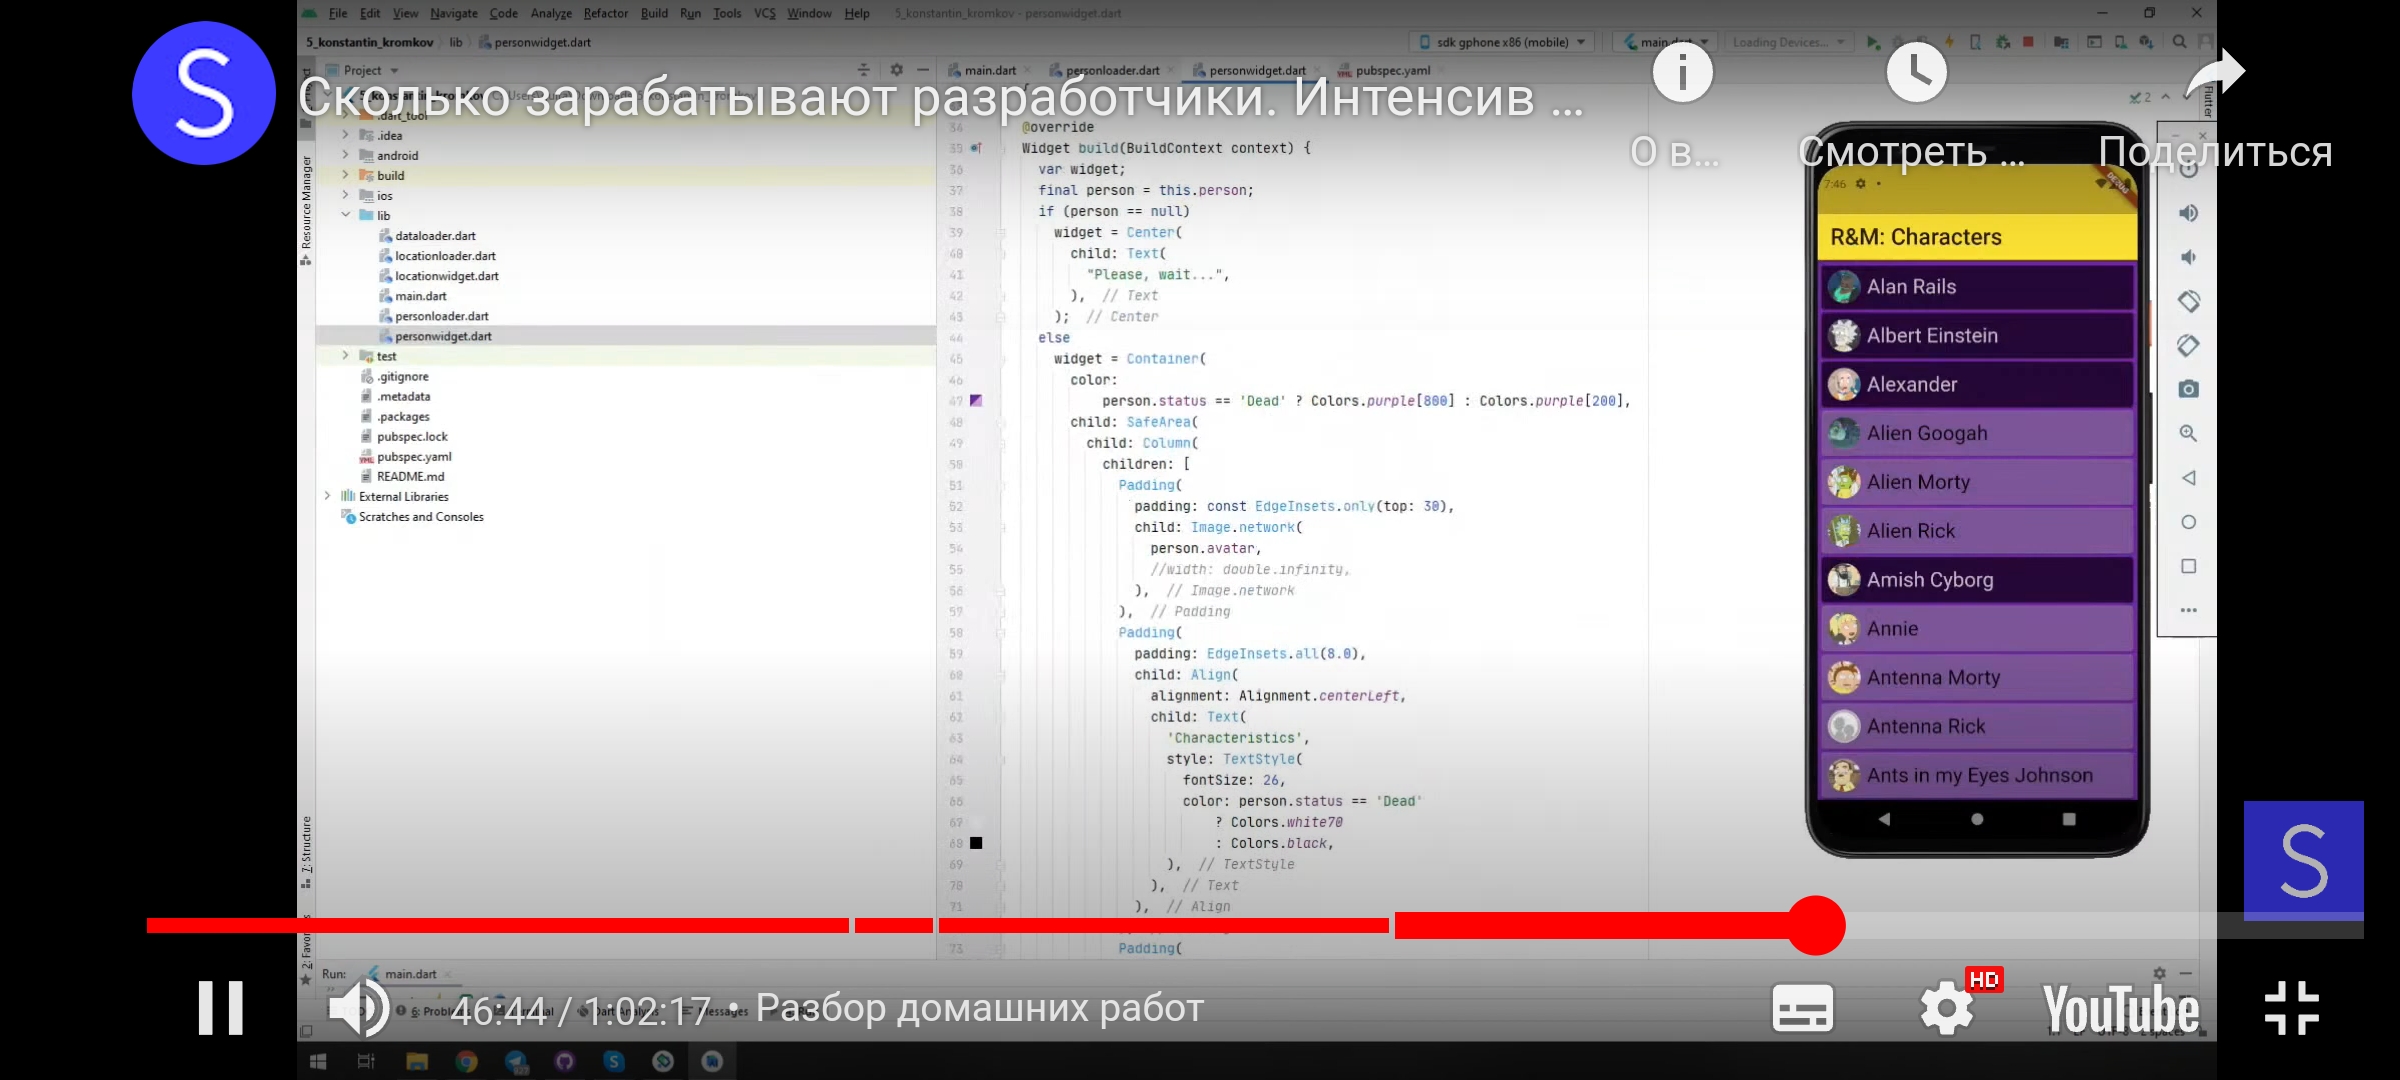 File Edit View Navigate Code Analyze Refactor Build Run Tools VCS Window Help 5_konstantin_kromkov - personwidget.dart
5_konstantin_kromkov lib personwidget.dart sdk gphone x86 (mobile) main.dart Loading Devices...
Project main.dart personloader.dart personwidget.dart pubspec.yaml
S Сколько зарабатывают разработчики. Интенсив ...
О в... Смотреть ... Поделиться
2
Flutter
Resource Manager
7: Structure
.dart_tool
.idea
android
build
ios
lib
dataloader.dart
locationloader.dart
locationwidget.dart
main.dart
personloader.dart
personwidget.dart
test
.gitignore
.metadata
.packages
pubspec.lock
pubspec.yaml
README.md
External Libraries
Scratches and Consoles
34 @override
35 Widget build(BuildContext context) {
36 var widget;
37 final person = this.person;
38 if (person == null)
39 widget = Center(
40 child: Text(
41 "Please, wait...",
42 ), // Text
43 ); // Center
44 else
45 widget = Container(
46 color:
47 person.status == 'Dead' ? Colors.purple[800] : Colors.purple[200],
48 child: SafeArea(
49 child: Column(
50 children: [
51 Padding(
52 padding: const EdgeInsets.only(top: 30),
53 child: Image.network(
54 person.avatar,
55 //width: double.infinity,
56 ), // Image.network
57 ), // Padding
58 Padding(
59 padding: EdgeInsets.all(8.0),
60 child: Align(
61 alignment: Alignment.centerLeft,
62 child: Text(
63 'Characteristics',
64 style: TextStyle(
65 fontSize: 26,
66 color: person.status == 'Dead'
67 ? Colors.white70
68 : Colors.black,
69 ), // TextStyle
70 ), // Text
71 ), // Align
73 Padding(
7:46
DEBUG
R&M: Characters
Alan Rails
Albert Einstein
Alexander
Alien Googah
Alien Morty
Alien Rick
Amish Cyborg
Annie
Antenna Morty
Antenna Rick
Ants in my Eyes Johnson
S
Run: main.dart
46:44 / 1:02:17 • Разбор домашних работ
HD
YouTube